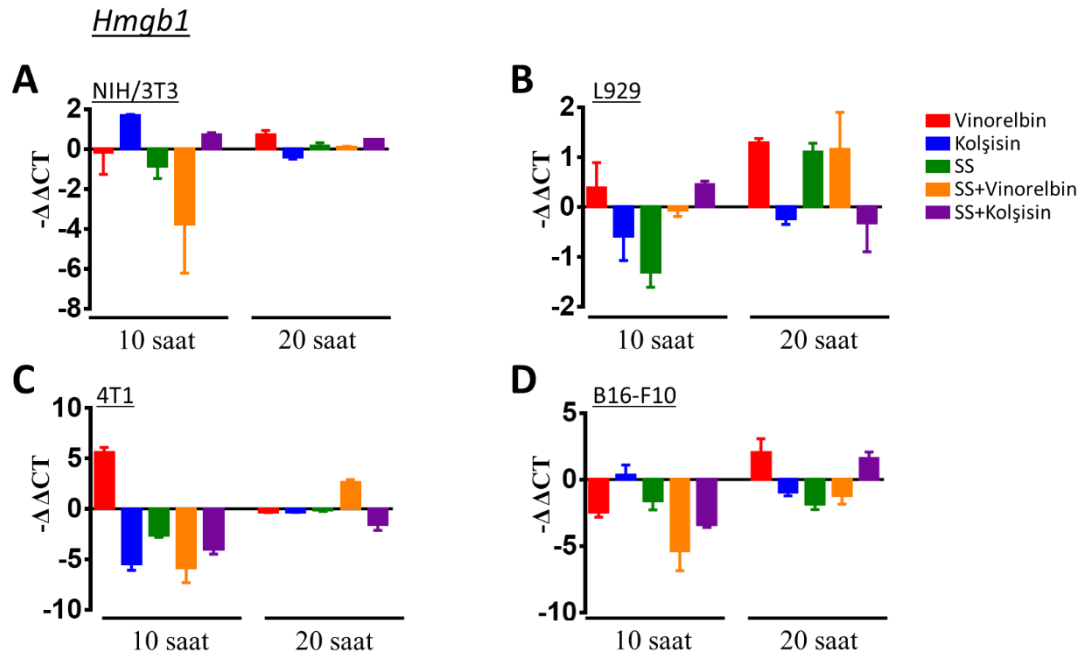 Hmgb1
A
NIH/3T3
2
0
-2
-4
-6
-8
-ΔΔCT
10 saat
20 saat
B
L929
2
1
0
-1
-2
-ΔΔCT
10 saat
20 saat
Vinorelbin
Kolşisin
SS
SS+Vinorelbin
SS+Kolşisin
C
4T1
10
5
0
-5
-10
-ΔΔCT
10 saat
20 saat
D
B16-F10
5
0
-5
-10
-ΔΔCT
10 saat
20 saat